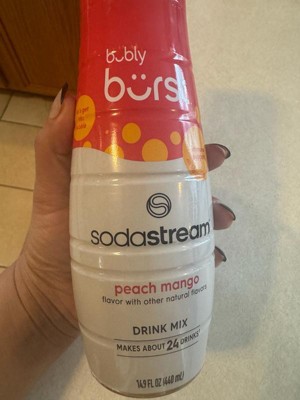 bubly
burst
sodastream
peach mango
flavor with other natural flavors
DRINK MIX
MAKES ABOUT 24 DRINKS
14.9 FL OZ (440 mL)